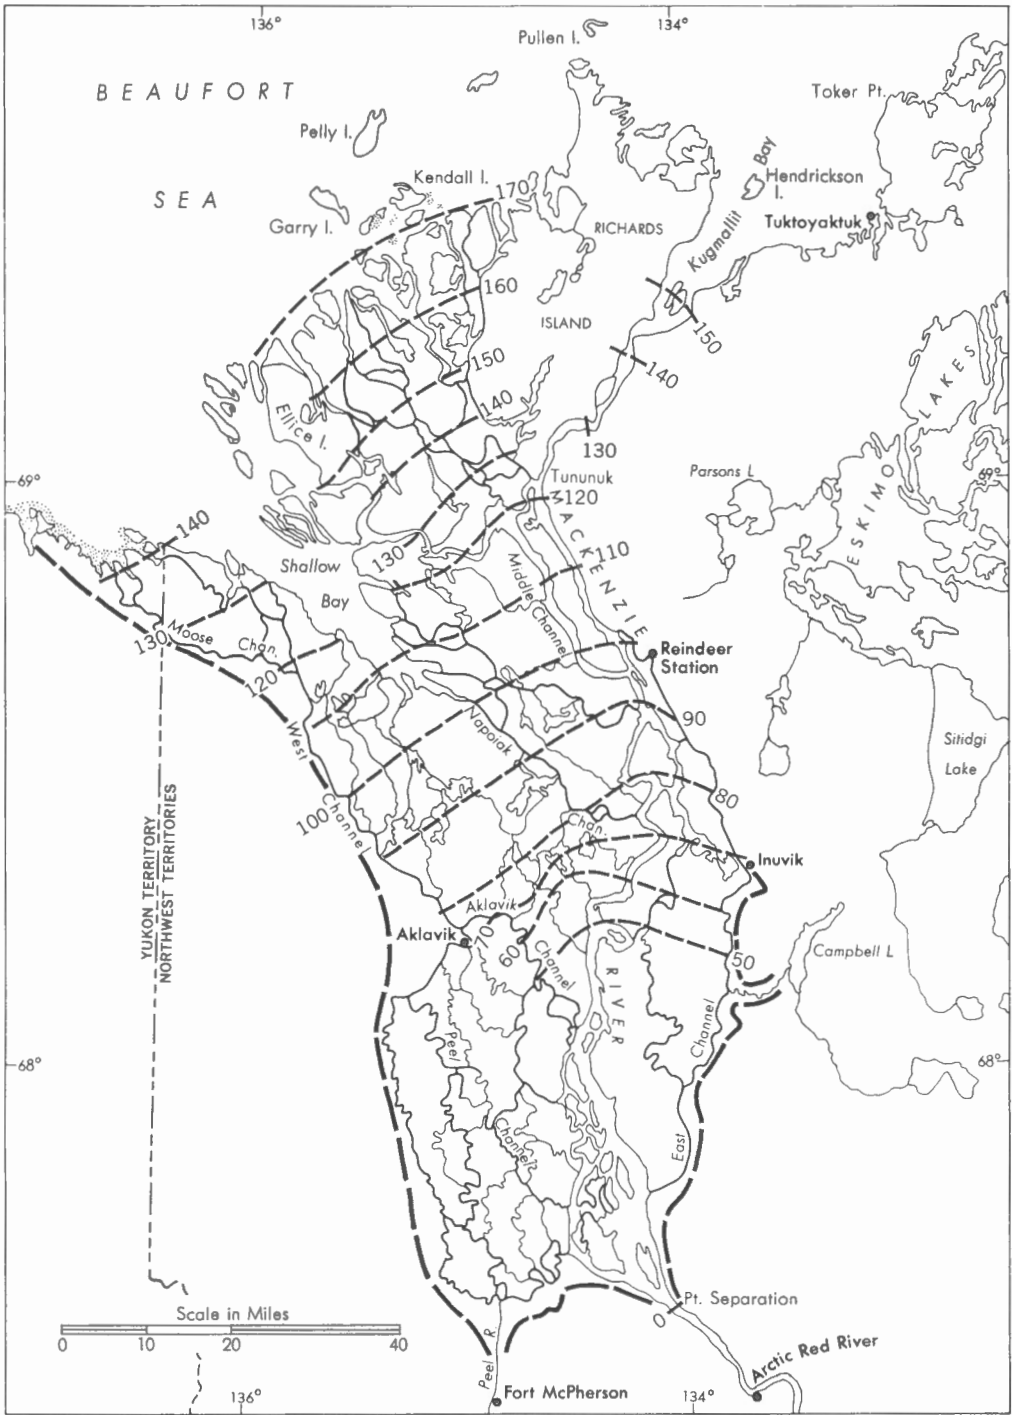 136°
134°
Pullen I.
BEAUFORT
Toker Pt.
Pelly I.
Kugmallit Bay
Kendall I.
Hendrickson
I.
SEA
170
Garry I.
RICHARDS
Tuktoyaktuk
160
ISLAND
150
150
140
LAKES
140
Ellice I.
130
69°
Tununuk
Parsons L
69°
120
ESKIMO
140
MACKENZIE
130
110
Shallow
Bay
Middle Channel
Moose Chan.
130
Reindeer
Station
120
90
West
Napoiak
Sitidgi
Lake
80
100
Channel
Chan.
YUKON TERRITORY
NORTHWEST TERRITORIES
Inuvik
Aklavik
Aklavik
70
60
Channel
50
Campbell L
RIVER
Channel
Peel
68°
68°
Channel
East
Pt. Separation
0
Scale in Miles
0 10 20 40
Peel R.
Arctic Red River
Fort McPherson
136°
134°